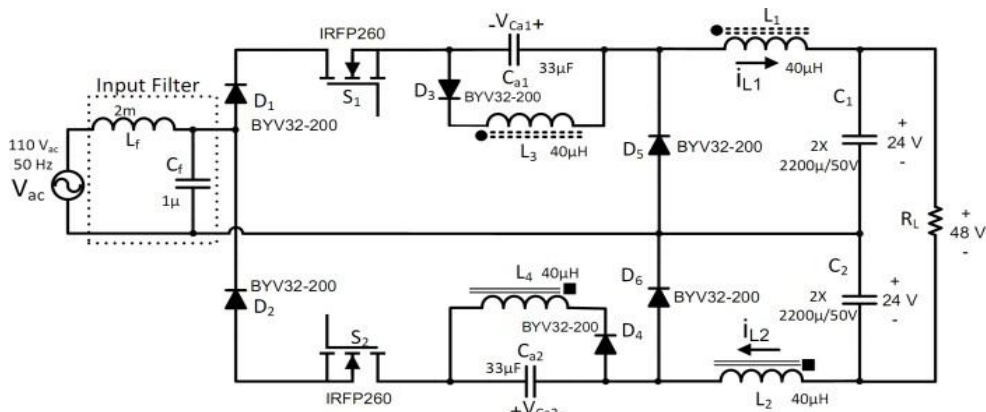 IRFP260
-VCa1+
L1
Input Filter
33µF
Ca1
iL1
40µH
2m
Lf
D1
S1
D3
BYV32-200
C1
BYV32-200
+
24 V
-
110 Vac
50 Hz
Vac
Cf
1µ
L3
40µH
D5
BYV32-200
2X
2200µ/50V
RL
+
48 V
-
BYV32-200
D2
L4
40µH
D6
BYV32-200
C2
+
24 V
-
2X
2200µ/50V
BYV32-200
D4
S2
Ca2
33µF
iL2
IRFP260
L2
40µH